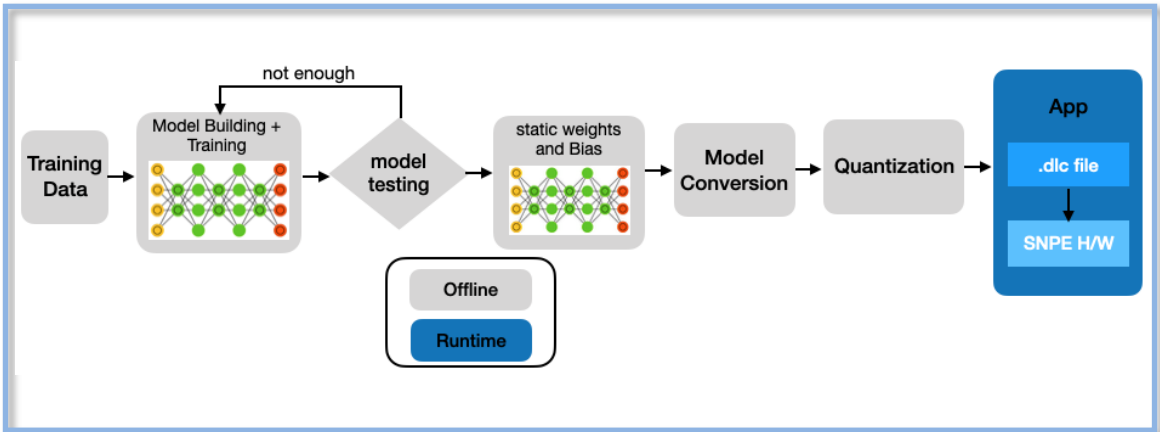 not enough
Training
Data
Model Building +
Training
model
testing
static weights
and Bias
Model
Conversion
Quantization
App
.dlc file
SNPE H/W
Offline
Runtime